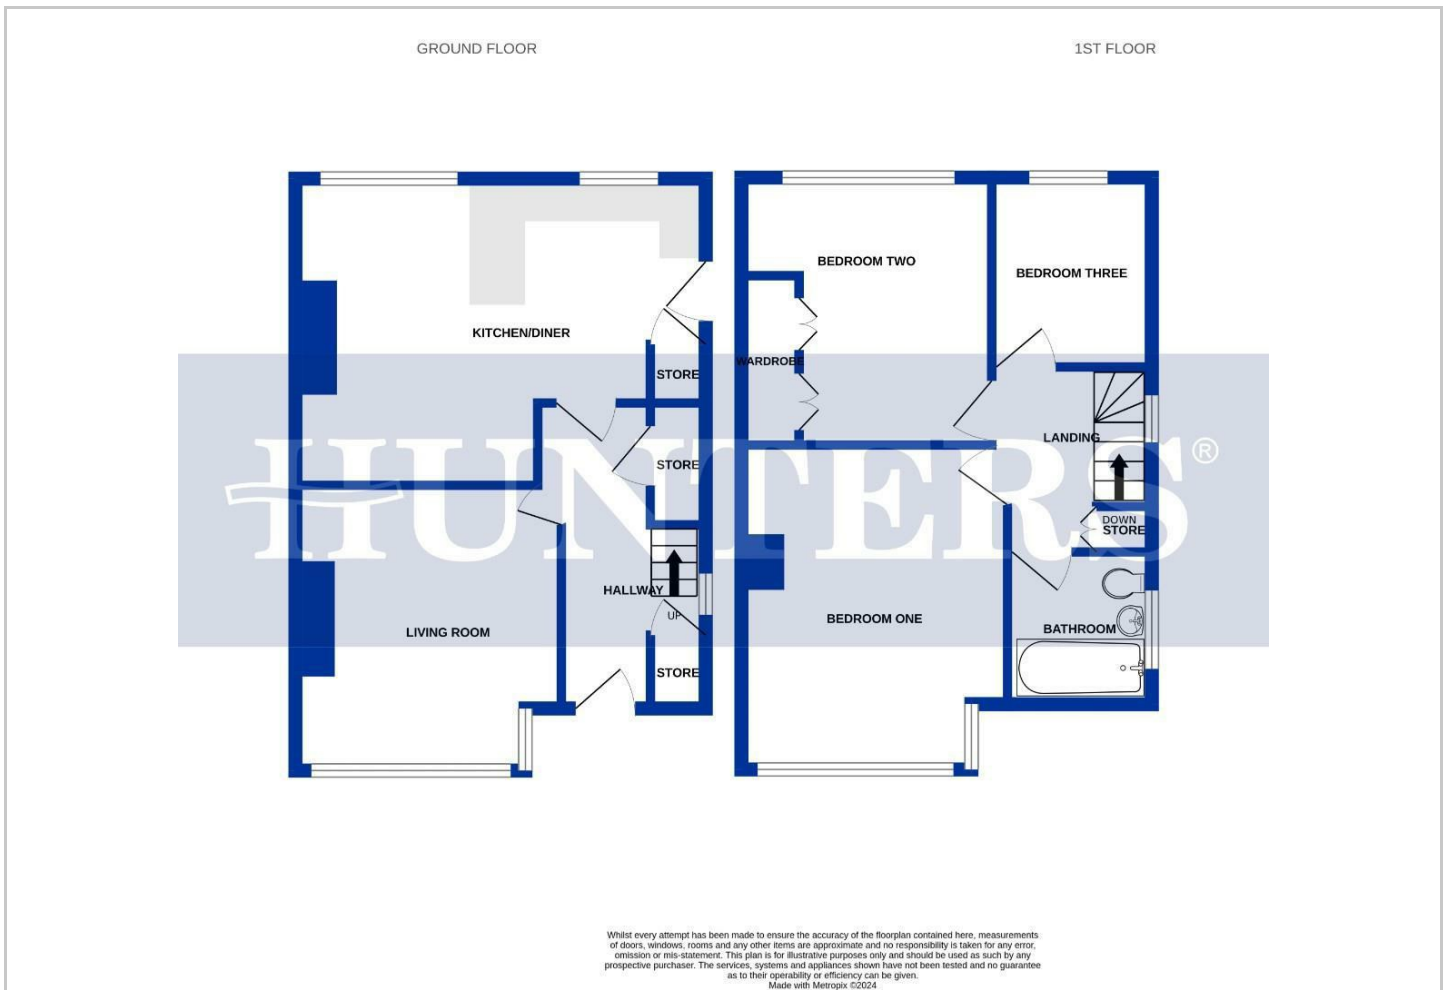 GROUND FLOOR
1ST FLOOR
KITCHEN/DINER
STORE
STORE
HALLWAY
UP
LIVING ROOM
STORE
BEDROOM TWO
BEDROOM THREE
WARDROBE
LANDING
DOWN
STORE
BEDROOM ONE
BATHROOM
HUNTERS®
Whilst every attempt has been made to ensure the accuracy of the floorplan contained here, measurements
of doors, windows, rooms and any other items are approximate and no responsibility is taken for any error,
omission or mis-statement. This plan is for illustrative purposes only and should be used as such by any
prospective purchaser. The services, systems and appliances shown have not been tested and no guarantee
as to their operability or efficiency can be given.
Made with Metropix ©2024